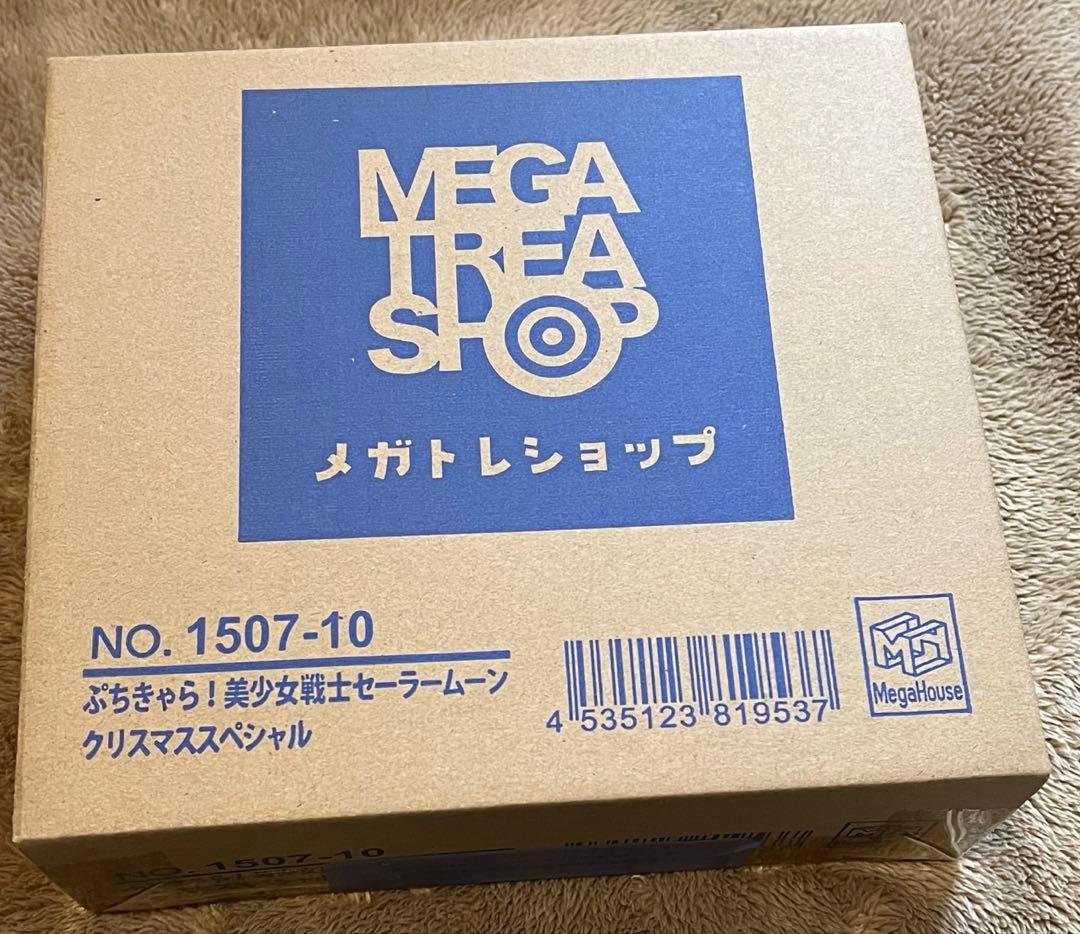 MEGA
TREA
SHOP
メガトレショップ
NO. 1507-10
ぷちきゃら！美少女戦士セーラームーン
クリスマススペシャル
4 535123 819537
MegaHouse
NO. 1507-10